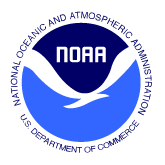 NATIONAL OCEANIC AND ATMOSPHERIC ADMINISTRATION
NOAA
U.S. DEPARTMENT OF COMMERCE